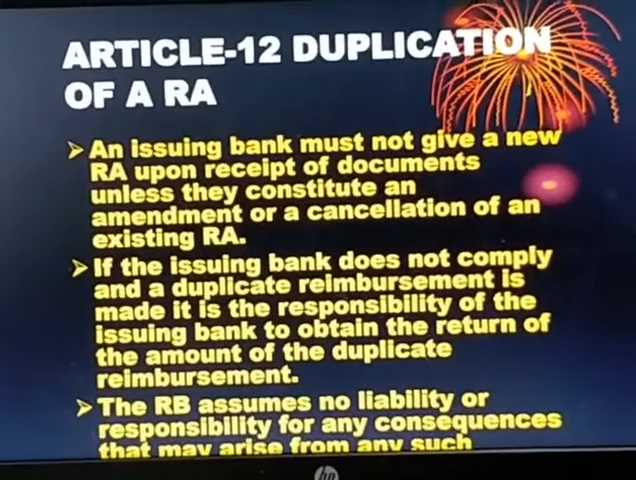 ARTICLE-12 DUPLICATION
OF A RA
➢ An issuing bank must not give a new
RA upon receipt of documents
unless they constitute an
amendment or a cancellation of an
existing RA.
➢ If the issuing bank does not comply
and a duplicate reimbursement is
made it is the responsibility of the
issuing bank to obtain the return of
the amount of the duplicate
reimbursement.
➢ The RB assumes no liability or
responsibility for any consequences
that may arise from any such
hp